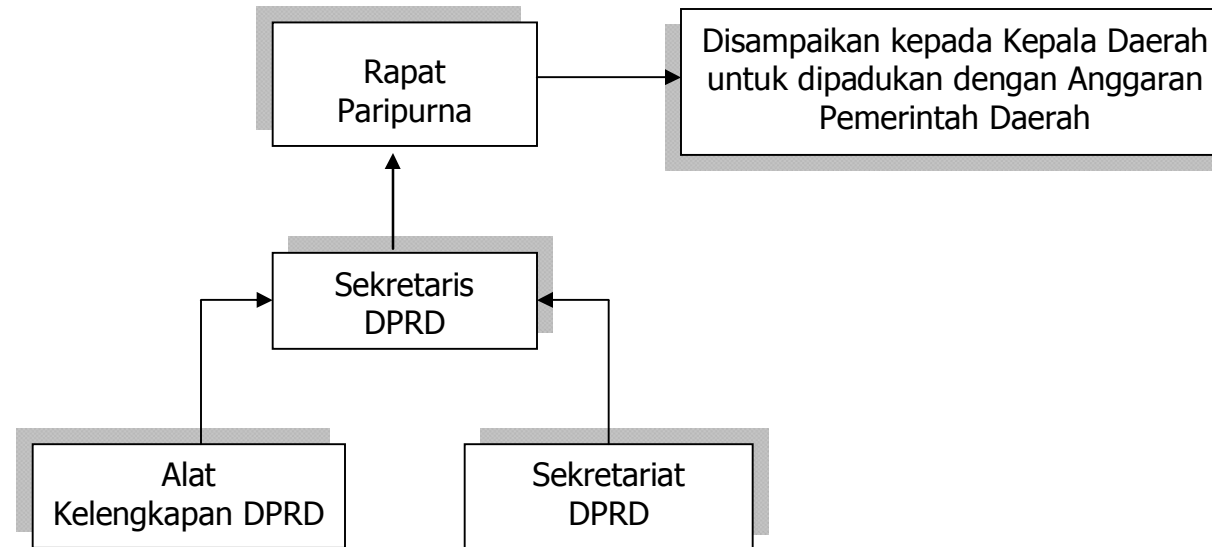 Rapat
Paripurna
Disampaikan kepada Kepala Daerah
untuk dipadukan dengan Anggaran
Pemerintah Daerah
Sekretaris
DPRD
Alat
Kelengkapan DPRD
Sekretariat
DPRD